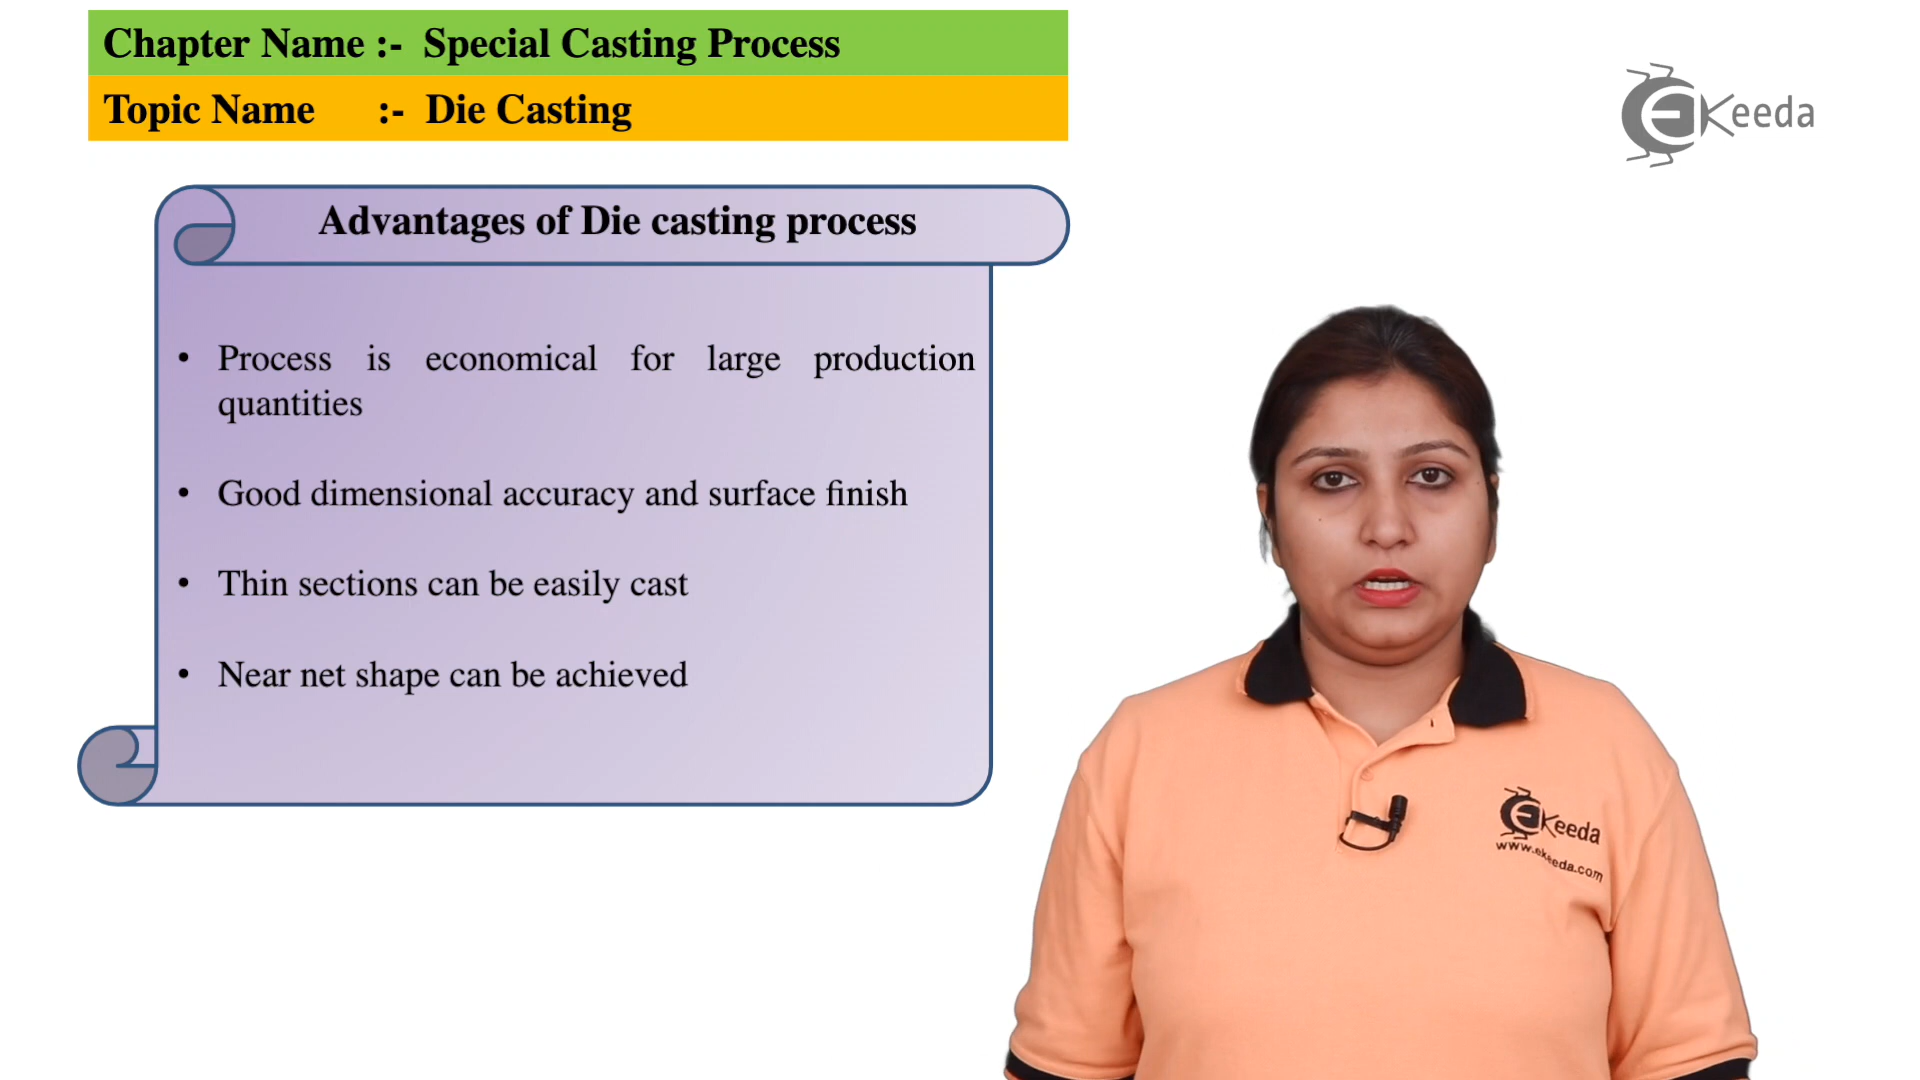 Chapter Name :- Special Casting Process
Topic Name :- Die Casting
EKeeda
Advantages of Die casting process
• Process is economical for large production
quantities
• Good dimensional accuracy and surface finish
• Thin sections can be easily cast
• Near net shape can be achieved
EKeeda
www.ekeeda.com